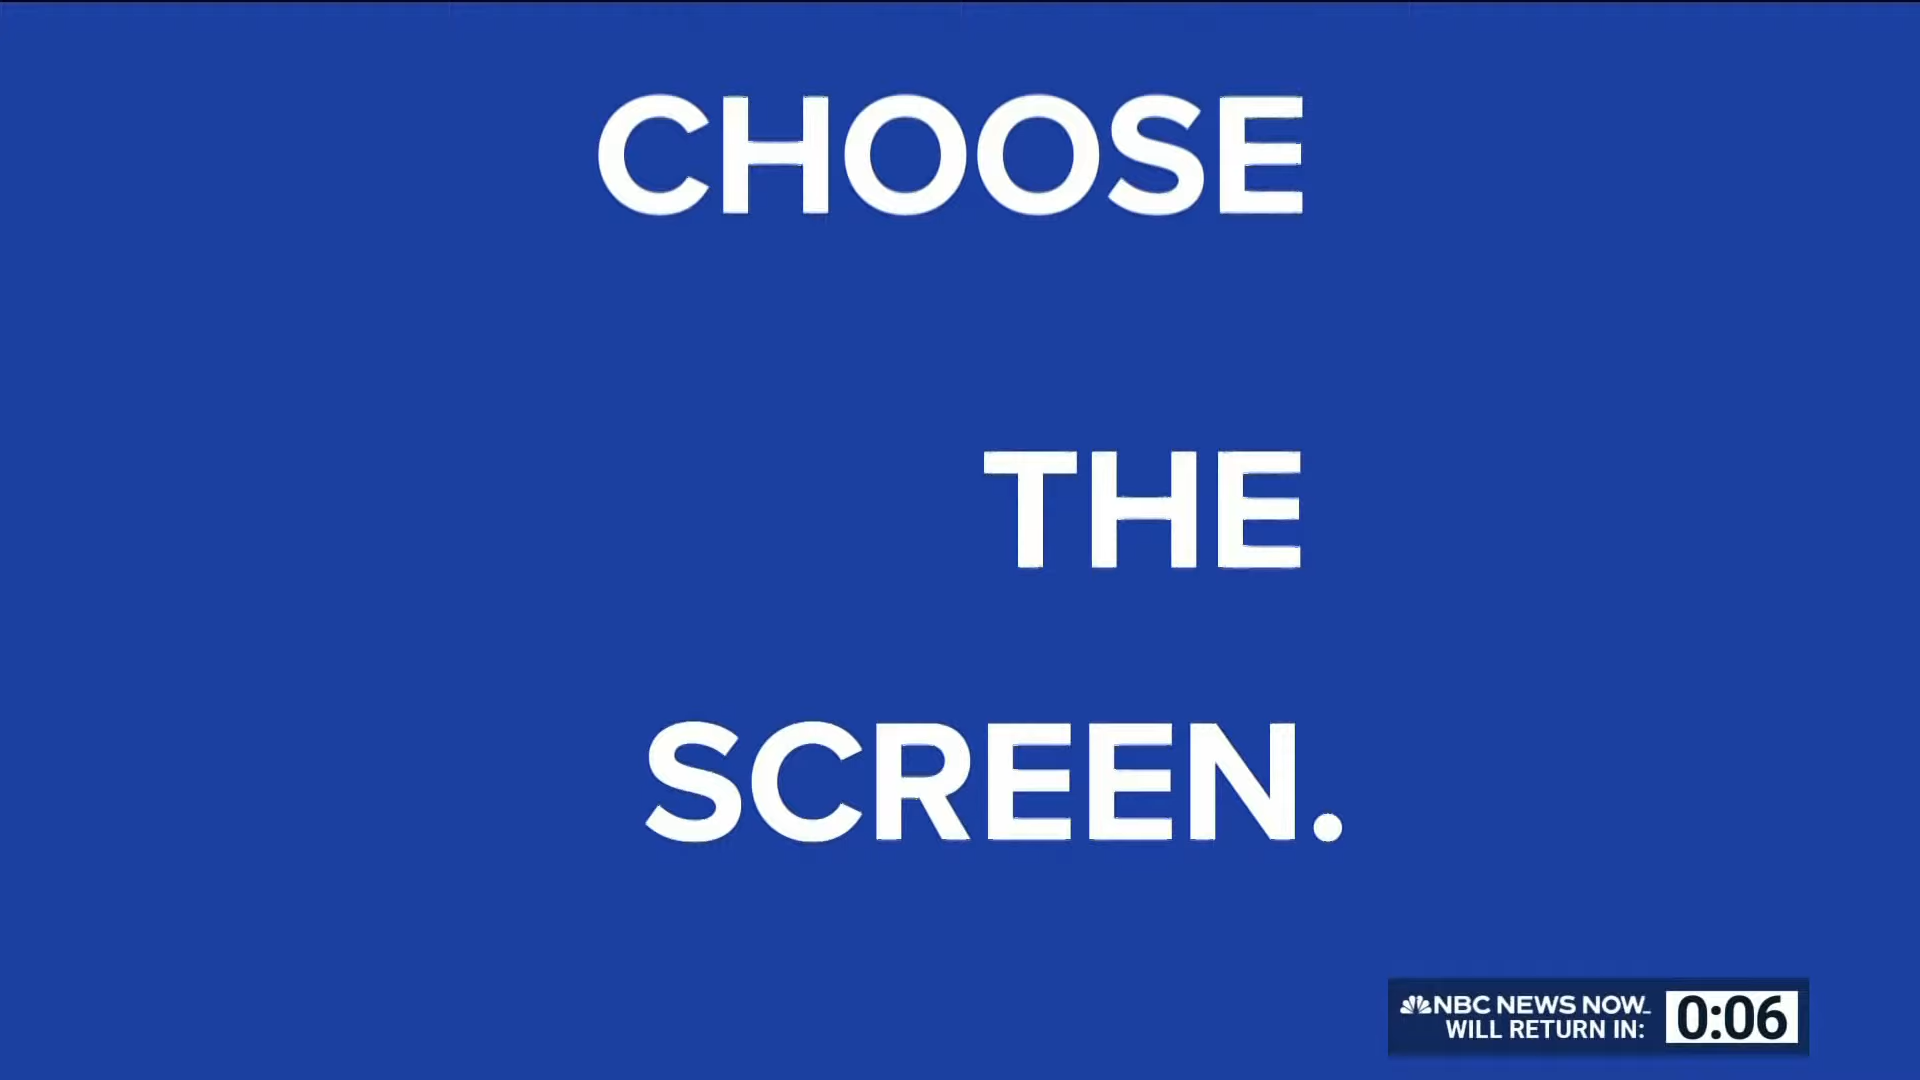 CHOOSE
THE
SCREEN.
NBC NEWS NOW
WILL RETURN IN:
0:06